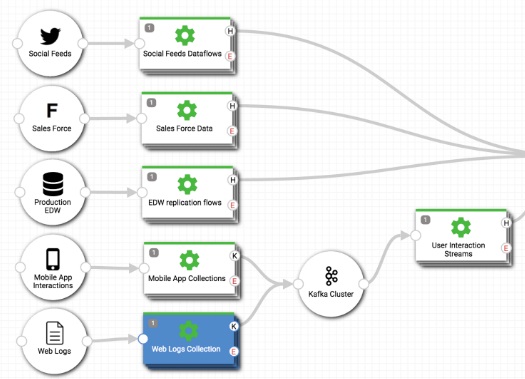 1
H
Social Feeds
Social Feeds Dataflows
E
F
1
H
Sales Force
Sales Force Data
E
1
H
Production
EDW
EDW replication flows
E
1
K
Mobile App
Interactions
Mobile App Collections
E
1
K
Web Logs
Web Logs Collection
E
Kafka Cluster
1
H
User Interaction
Streams
E